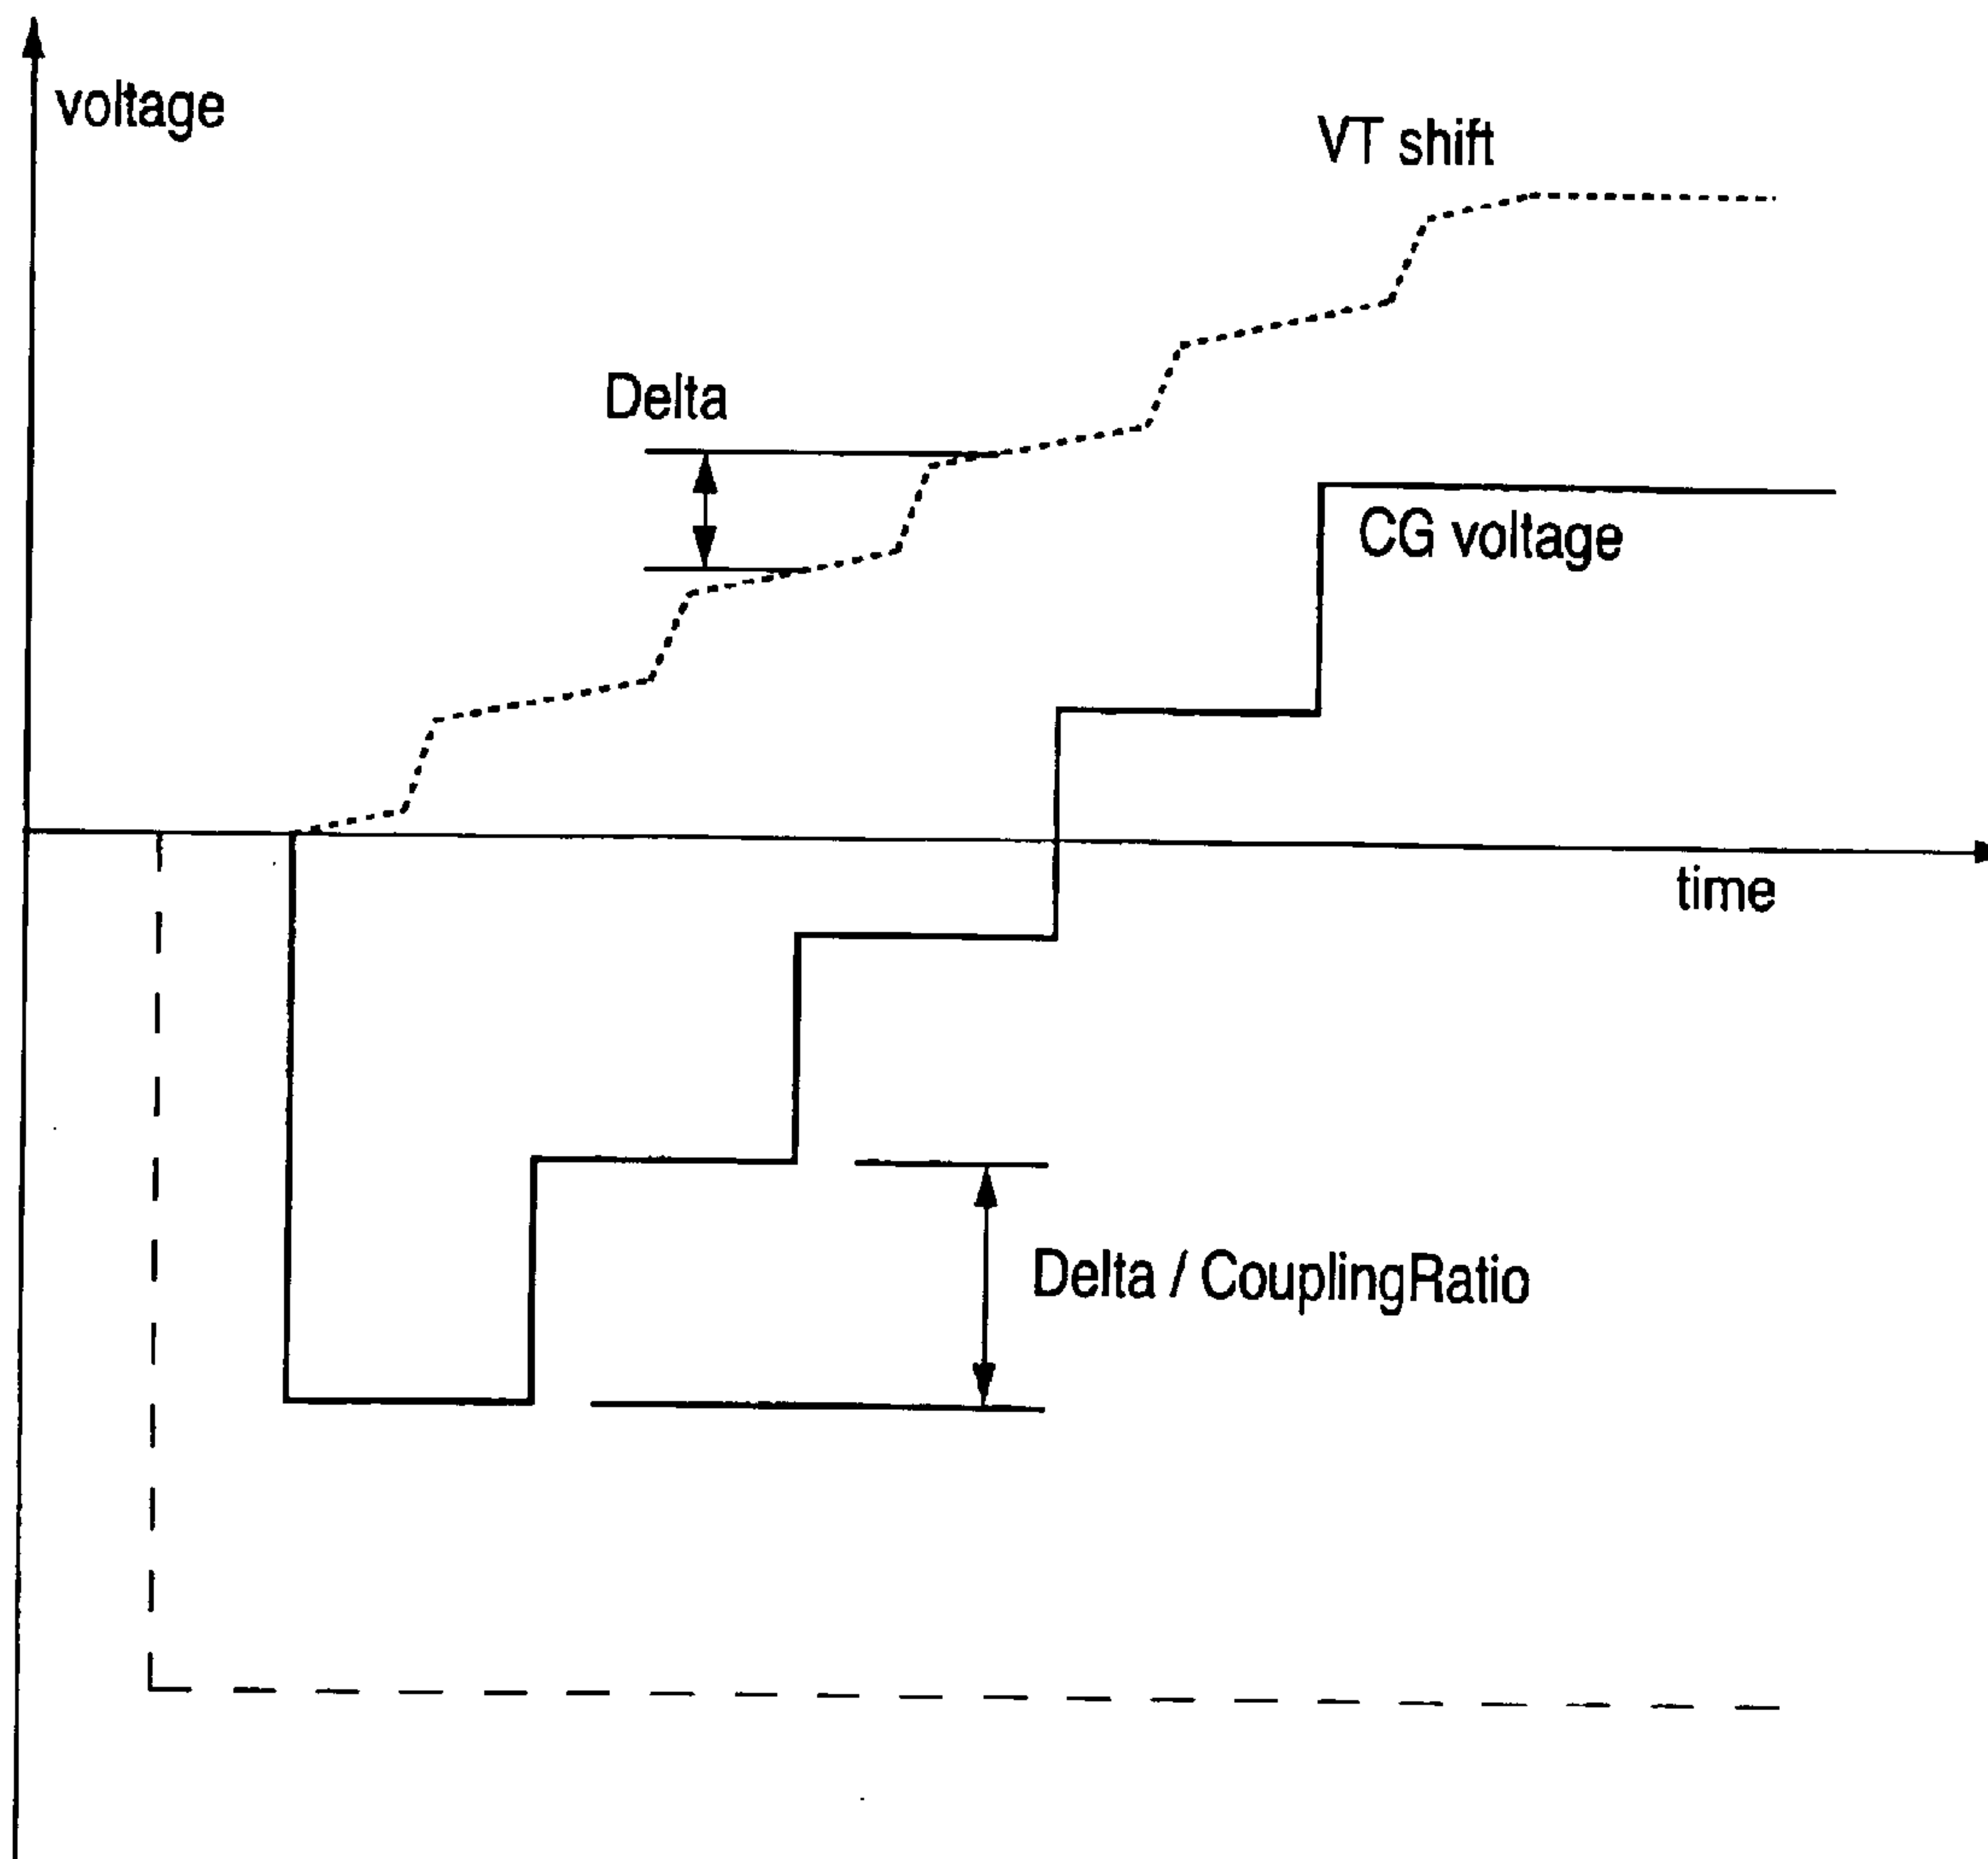 voltage
VT shift
Delta
CG voltage
time
Delta / CouplingRatio